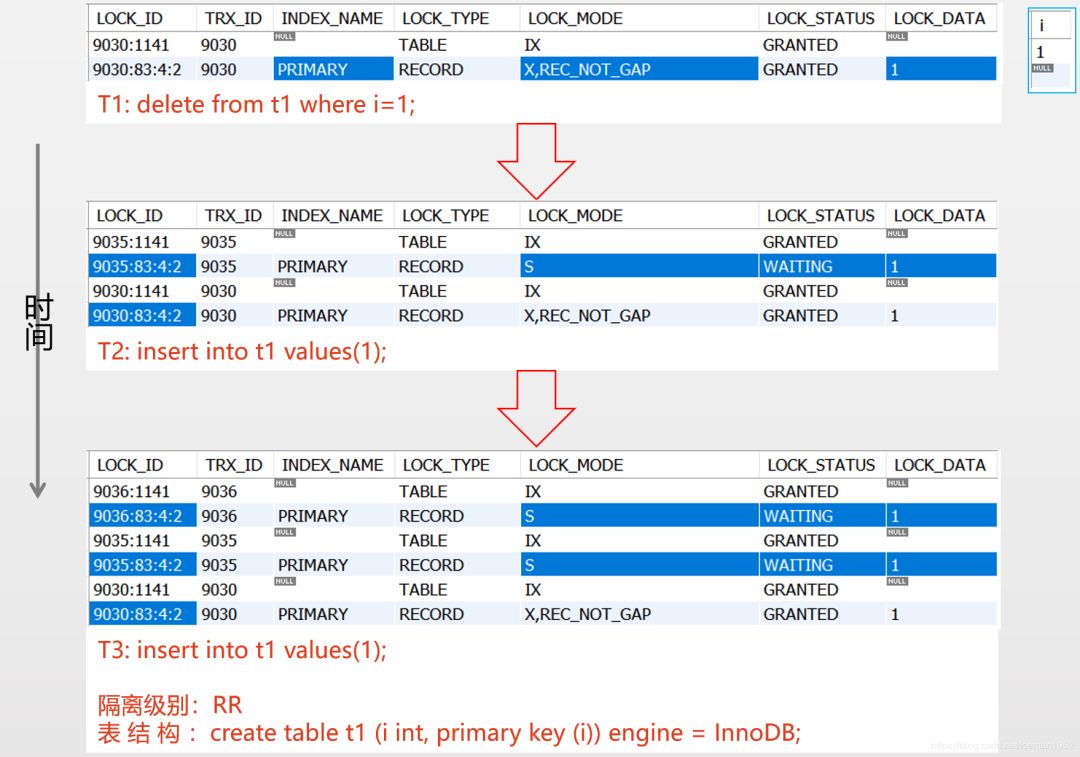 LOCK_ID TRX_ID INDEX_NAME LOCK_TYPE LOCK_MODE LOCK_STATUS LOCK_DATA
9030:1141 9030 NULL TABLE IX GRANTED NULL
9030:83:4:2 9030 PRIMARY RECORD X,REC_NOT_GAP GRANTED 1
T1: delete from t1 where i=1;
i
1
NULL
时间
LOCK_ID TRX_ID INDEX_NAME LOCK_TYPE LOCK_MODE LOCK_STATUS LOCK_DATA
9035:1141 9035 NULL TABLE IX GRANTED NULL
9035:83:4:2 9035 PRIMARY RECORD S WAITING 1
9030:1141 9030 NULL TABLE IX GRANTED NULL
9030:83:4:2 9030 PRIMARY RECORD X,REC_NOT_GAP GRANTED 1
T2: insert into t1 values(1);
LOCK_ID TRX_ID INDEX_NAME LOCK_TYPE LOCK_MODE LOCK_STATUS LOCK_DATA
9036:1141 9036 NULL TABLE IX GRANTED NULL
9036:83:4:2 9036 PRIMARY RECORD S WAITING 1
9035:1141 9035 NULL TABLE IX GRANTED NULL
9035:83:4:2 9035 PRIMARY RECORD S WAITING 1
9030:1141 9030 NULL TABLE IX GRANTED NULL
9030:83:4:2 9030 PRIMARY RECORD X,REC_NOT_GAP GRANTED 1
T3: insert into t1 values(1);
隔离级别：RR
表 结 构 ：create table t1 (i int, primary key (i)) engine = InnoDB;